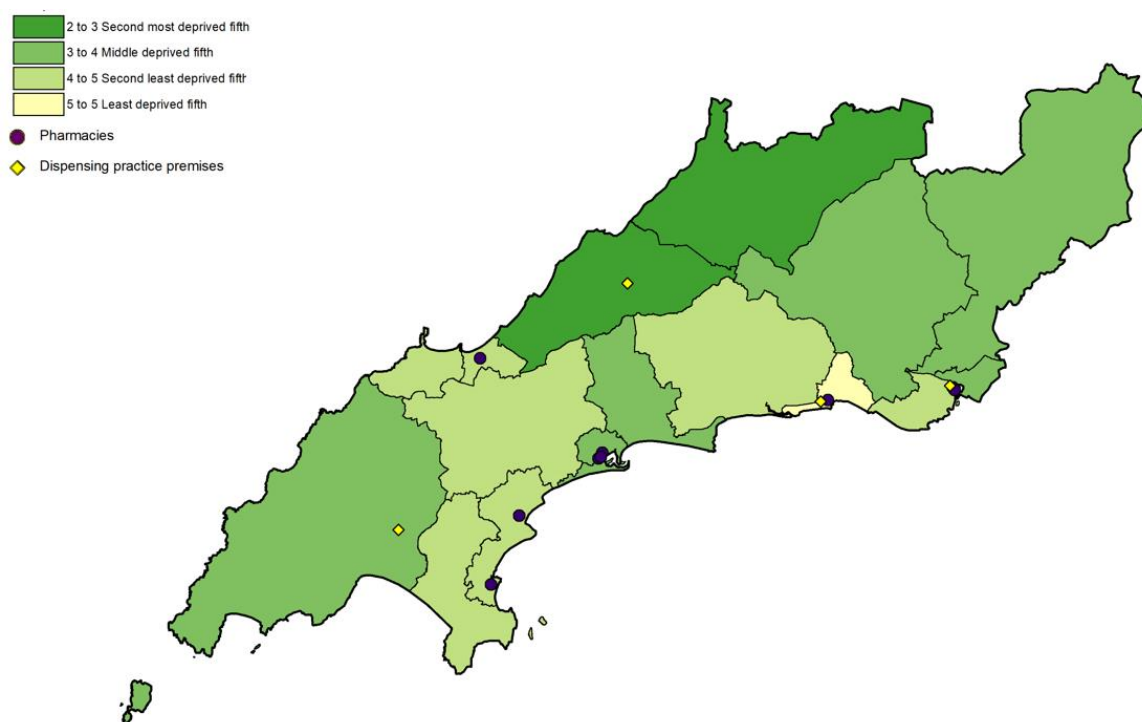 2 to 3 Second most deprived fifth
3 to 4 Middle deprived fifth
4 to 5 Second least deprived fifth
5 to 5 Least deprived fifth
Pharmacies
Dispensing practice premises